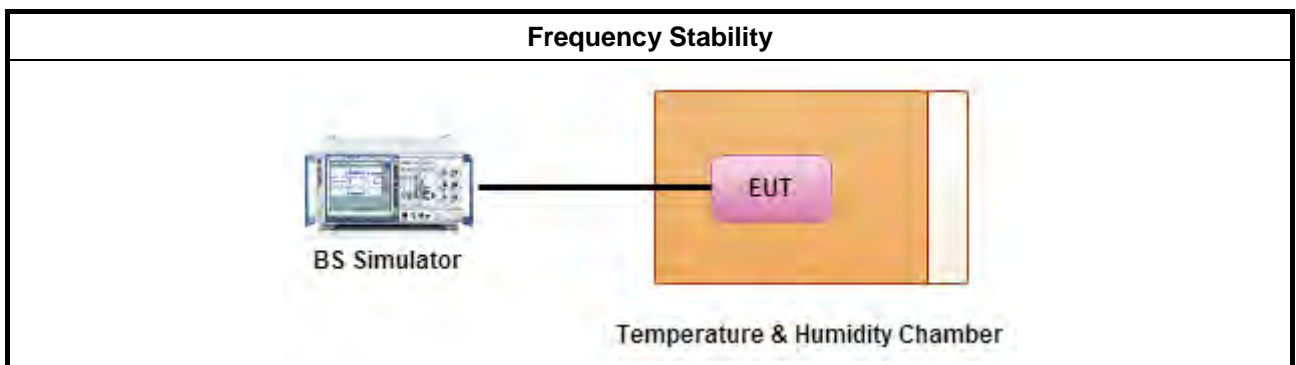 Frequency Stability
EUT
BS Simulator
Temperature & Humidity Chamber